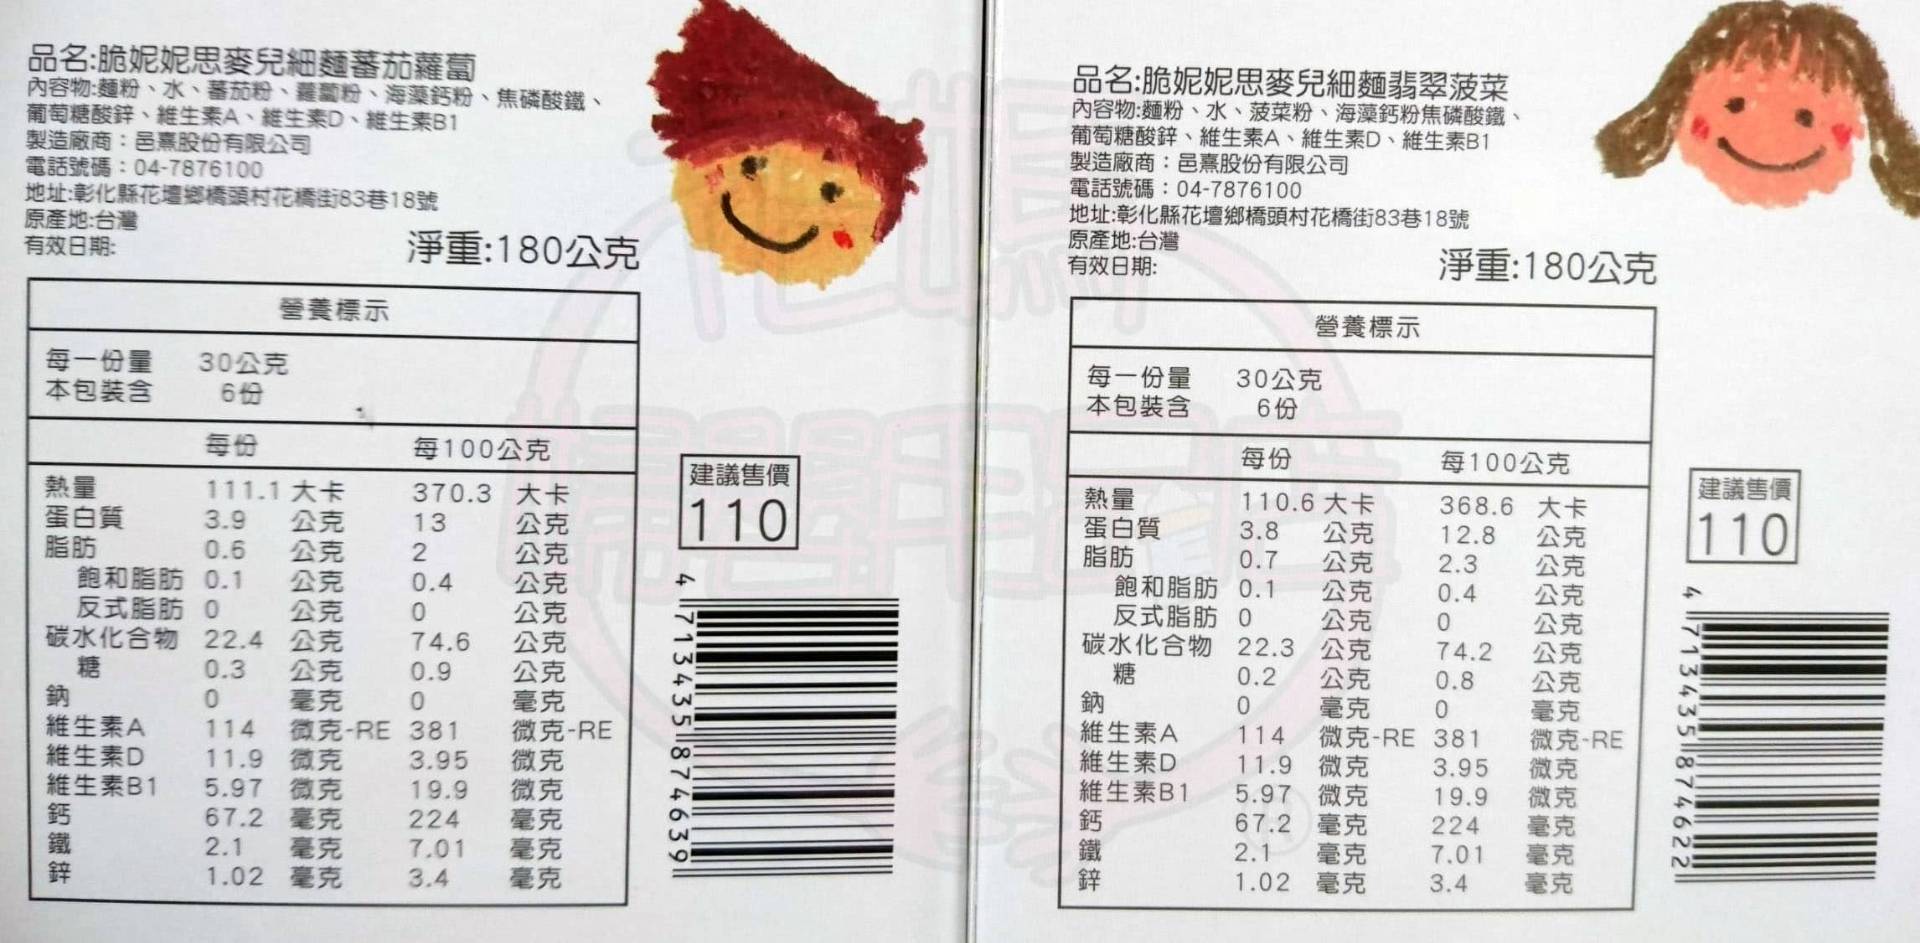 品名:脆妮妮思麥兒細麵蕃茄蘿蔔
內容物:麵粉、水、蕃茄粉、蘿蔔粉、海藻鈣粉、焦磷酸鐵、
葡萄糖酸鋅、維生素A、維生素D、維生素B1
製造廠商：邑熹股份有限公司
電話號碼：04-7876100
地址:彰化縣花壇鄉橋頭村花橋街83巷18號
原產地:台灣
有效日期:
淨重:180公克
營養標示
每一份量 30公克
本包裝含 6份
每份 每100公克
熱量 111.1 大卡 370.3 大卡
蛋白質 3.9 公克 13 公克
脂肪 0.6 公克 2 公克
飽和脂肪 0.1 公克 0.4 公克
反式脂肪 0 公克 0 公克
碳水化合物 22.4 公克 74.6 公克
糖 0.3 公克 0.9 公克
鈉 0 毫克 0 毫克
維生素A 114 微克-RE 381 微克-RE
維生素D 11.9 微克 3.95 微克
維生素B1 5.97 微克 19.9 微克
鈣 67.2 毫克 224 毫克
鐵 2.1 毫克 7.01 毫克
鋅 1.02 毫克 3.4 毫克
建議售價
110
4 713435 874639
品名:脆妮妮思麥兒細麵翡翠菠菜
內容物:麵粉、水、菠菜粉、海藻鈣粉焦磷酸鐵、
葡萄糖酸鋅、維生素A、維生素D、維生素B1
製造廠商：邑熹股份有限公司
電話號碼：04-7876100
地址:彰化縣花壇鄉橋頭村花橋街83巷18號
原產地:台灣
有效日期:
淨重:180公克
營養標示
每一份量 30公克
本包裝含 6份
每份 每100公克
熱量 110.6 大卡 368.6 大卡
蛋白質 3.8 公克 12.8 公克
脂肪 0.7 公克 2.3 公克
飽和脂肪 0.1 公克 0.4 公克
反式脂肪 0 公克 0 公克
碳水化合物 22.3 公克 74.2 公克
糖 0.2 公克 0.8 公克
鈉 0 毫克 0 毫克
維生素A 114 微克-RE 381 微克-RE
維生素D 11.9 微克 3.95 微克
維生素B1 5.97 微克 19.9 微克
鈣 67.2 毫克 224 毫克
鐵 2.1 毫克 7.01 毫克
鋅 1.02 毫克 3.4 毫克
建議售價
110
4 713435 874622